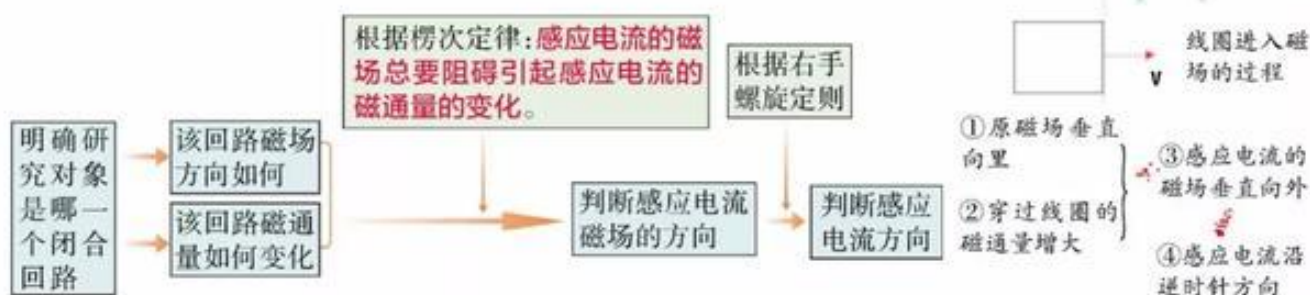 明确研
究对象
是哪一
个闭合
回路
该回路磁场
方向如何
该回路磁通
量如何变化
根据楞次定律:感应电流的磁
场总要阻碍引起感应电流的
磁通量的变化。
判断感应电流
磁场的方向
根据右手
螺旋定则
判断感应
电流方向
v
线圈进入磁
场的过程
①原磁场垂直
向里
②穿过线圈的
磁通量增大
③感应电流的
磁场垂直向外
④感应电流沿
逆时针方向